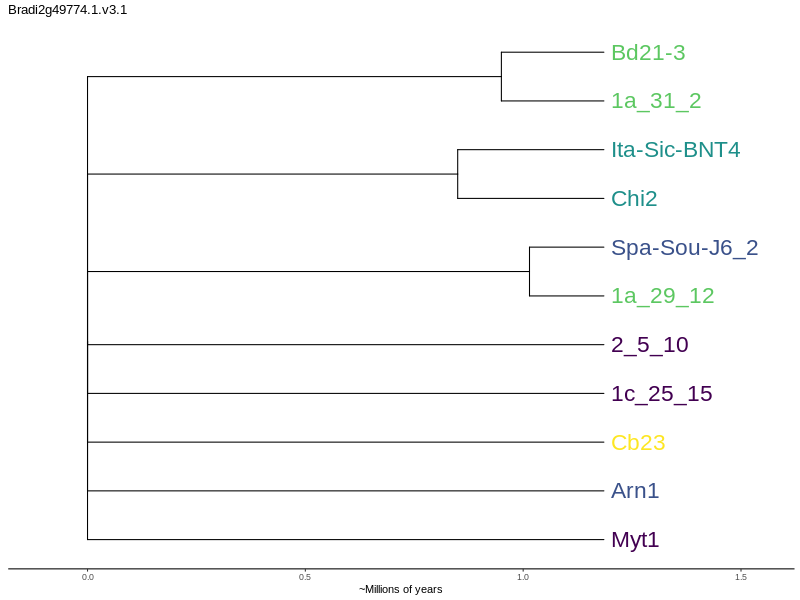 Bradi2g49774.1.v3.1
Bd21-3
1a_31_2
Ita-Sic-BNT4
Chi2
Spa-Sou-J6_2
1a_29_12
2_5_10
1c_25_15
Cb23
Arn1
Myt1
0.0 0.5 1.0 1.5
~Millions of years